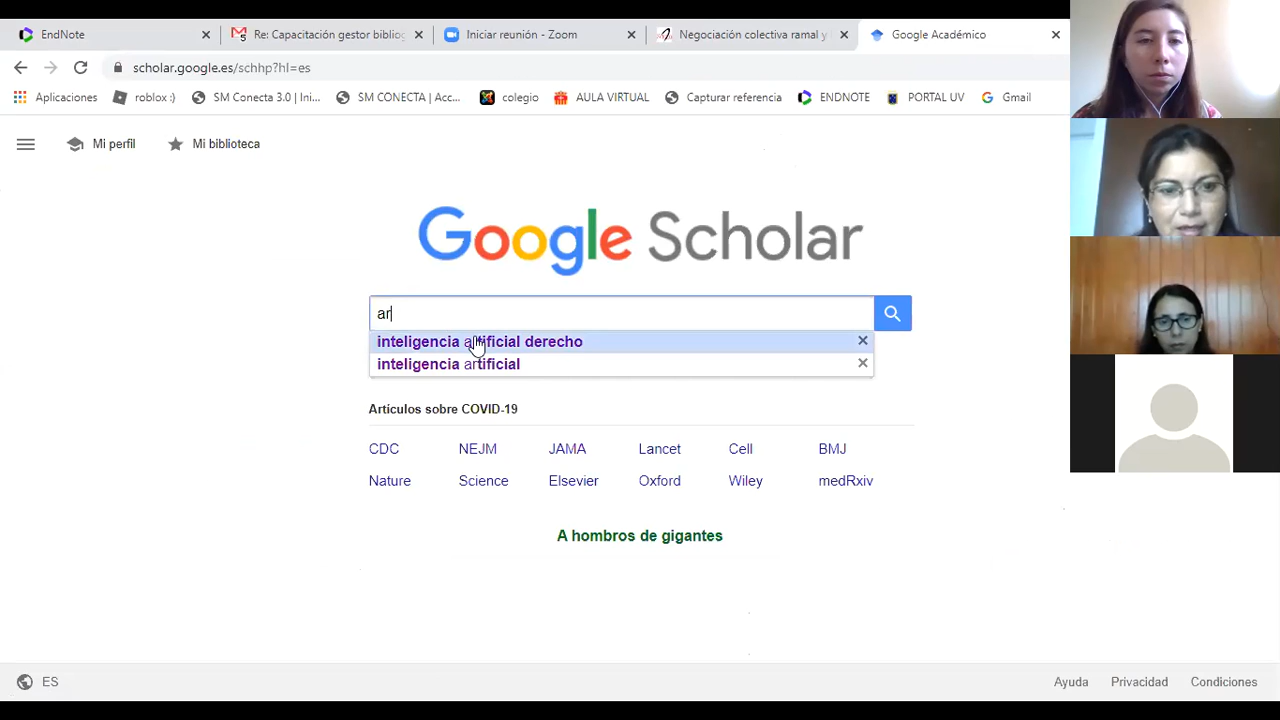 EndNote
Re: Capacitación gestor bibliog
Iniciar reunión - Zoom
Negociación colectiva ramal y
Google Académico
scholar.google.es/schhp?hl=es
Aplicaciones
roblox :)
SM Conecta 3.0 | Ini...
SM CONECTA | Acc...
colegio
AULA VIRTUAL
Capturar referencia
ENDNOTE
PORTAL UV
Gmail
Mi perfil
Mi biblioteca
Google Scholar
ar
inteligencia artificial derecho
inteligencia artificial
Artículos sobre COVID-19
CDC NEJM JAMA Lancet Cell BMJ
Nature Science Elsevier Oxford Wiley medRxiv
A hombros de gigantes
ES
Ayuda Privacidad Condiciones